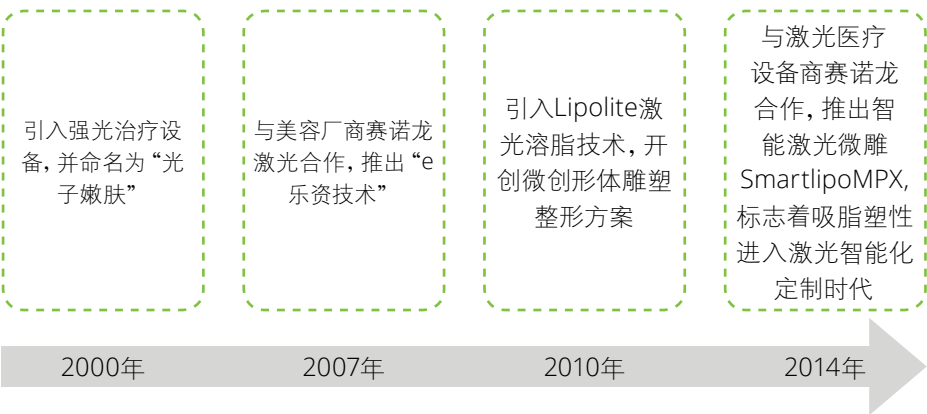 引入强光治疗设
备，并命名为“光
子嫩肤”
与美容厂商赛诺龙
激光合作，推出“e
乐资技术”
引入Lipolite激
光溶脂技术，开
创微创形体雕塑
整形方案
与激光医疗
设备商赛诺龙
合作，推出智
能激光微雕
SmartlipoMPX,
标志着吸脂塑性
进入激光智能化
定制时代
2000年
2007年
2010年
2014年